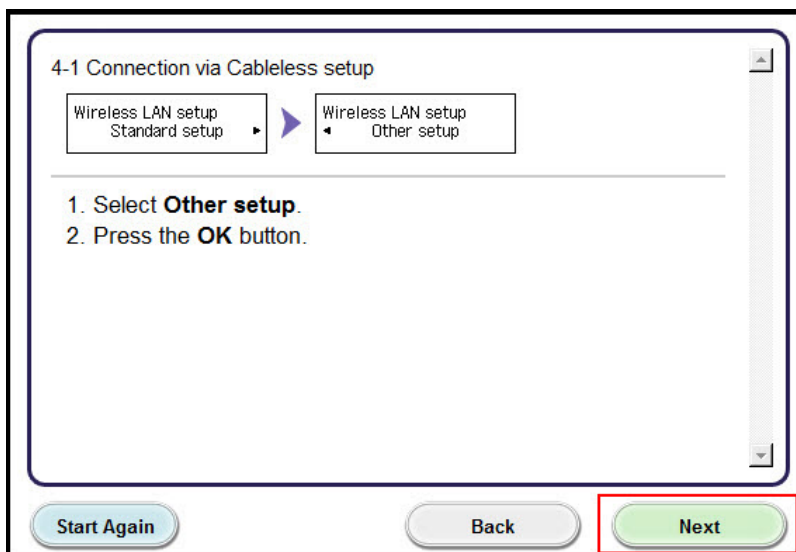 4-1 Connection via Cableless setup
Wireless LAN setup
Standard setup
Wireless LAN setup
Other setup
1. Select Other setup.
2. Press the OK button.
Start Again
Back
Next